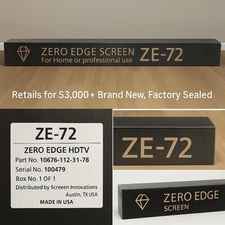 ZERO EDGE SCREEN
For Home or professional use
ZE-72
Retails for $3,000+ Brand New, Factory Sealed
ZE-72
ZERO EDGE HDTV
Part No. 10676-112-31-78
Serial No. 100479
Box No. 1 OF 1
Distributed by Screen Innovations
Austin, TX USA
MADE IN USA
ZE-72
ZERO EDGE
SCREEN